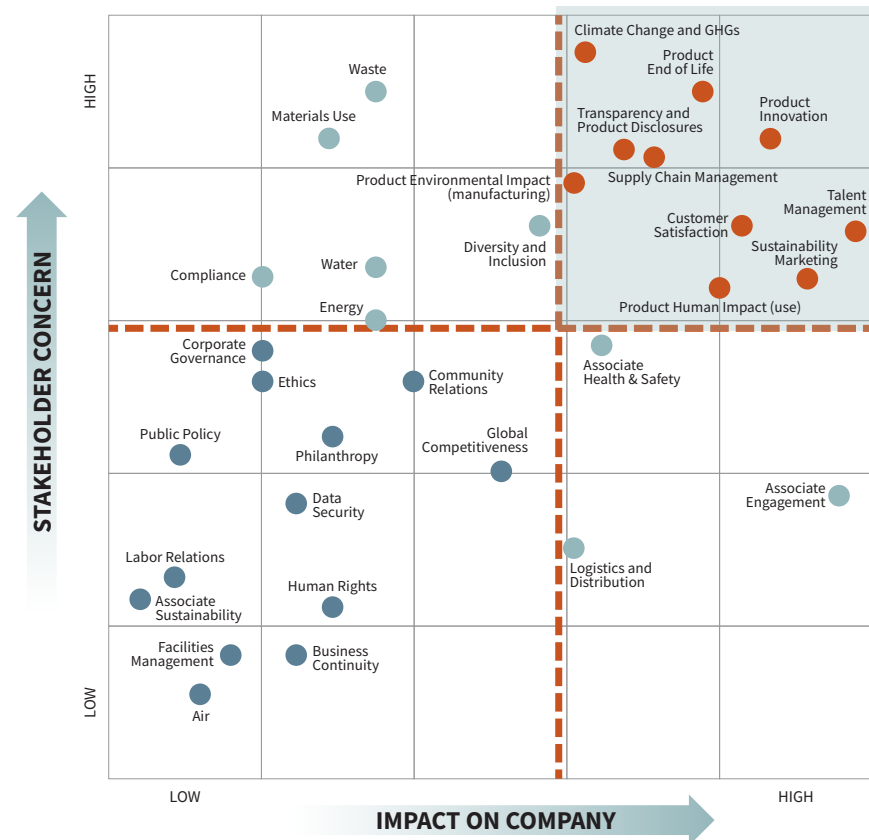 Climate Change and GHGs
Product
End of Life
Waste
HIGH
Materials Use
Transparency and
Product Disclosures
Product
Innovation
Product Environmental Impact
(manufacturing)
Supply Chain Management
Talent
Management
Customer
Satisfaction
Diversity and
Inclusion
Sustainability
Marketing
Compliance
Water
Energy
Product Human Impact (use)
STAKEHOLDER CONCERN
Corporate
Governance
Ethics
Community
Relations
Associate
Health & Safety
Public Policy
Philanthropy
Global
Competitiveness
Data
Security
Associate
Engagement
Labor Relations
Associate
Sustainability
Human Rights
Logistics and
Distribution
Facilities
Management
Business
Continuity
Air
LOW
LOW
HIGH
IMPACT ON COMPANY